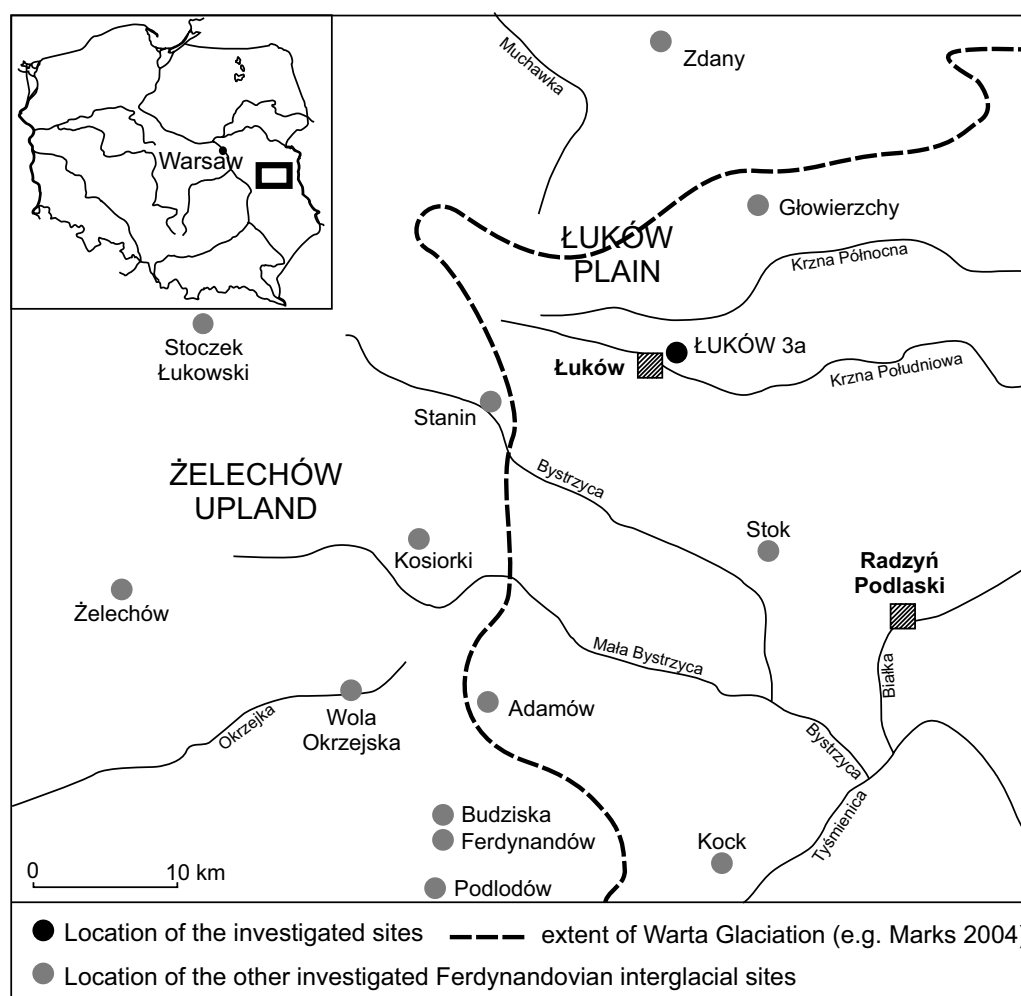 Warsaw
Muchawka
Zdany
Głowierzchy
ŁUKÓW
PLAIN
Krzna Północna
Stoczek
Łukowski
ŁUKÓW 3a
Łuków
Krzna Południowa
Stanin
ŻELECHÓW
UPLAND
Bystrzyca
Kosiorki
Stok
Radzyń
Podlaski
Żelechów
Mała Bystrzyca
Białka
Okrzejka
Wola
Okrzejska
Adamów
Bystrzyca
Budziska
Ferdynandów
Tyśmienica
Kock
0 10 km
Podlodów
Location of the investigated sites extent of Warta Glaciation (e.g. Marks 2004)
Location of the other investigated Ferdynandovian interglacial sites